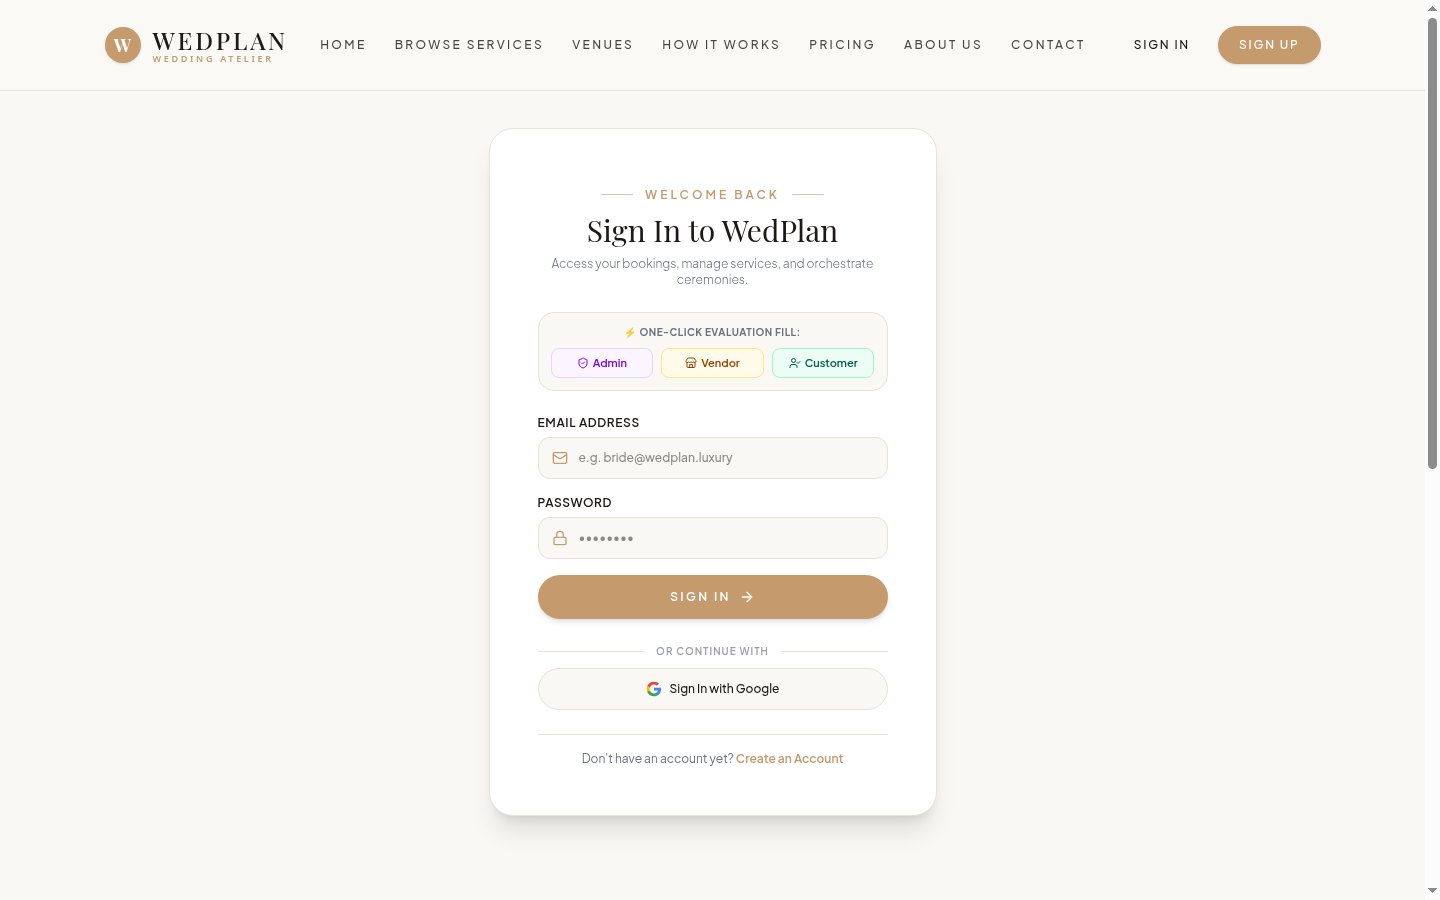 W
WEDPLAN
WEDDING ATELIER
HOME
BROWSE SERVICES
VENUES
HOW IT WORKS
PRICING
ABOUT US
CONTACT
SIGN IN
SIGN UP
WELCOME BACK
Sign In to WedPlan
Access your bookings, manage services, and orchestrate
ceremonies.
⚡ ONE-CLICK EVALUATION FILL:
Admin
Vendor
Customer
EMAIL ADDRESS
e.g. bride@wedplan.luxury
PASSWORD
••••••••
SIGN IN →
OR CONTINUE WITH
Sign In with Google
Don't have an account yet? Create an Account